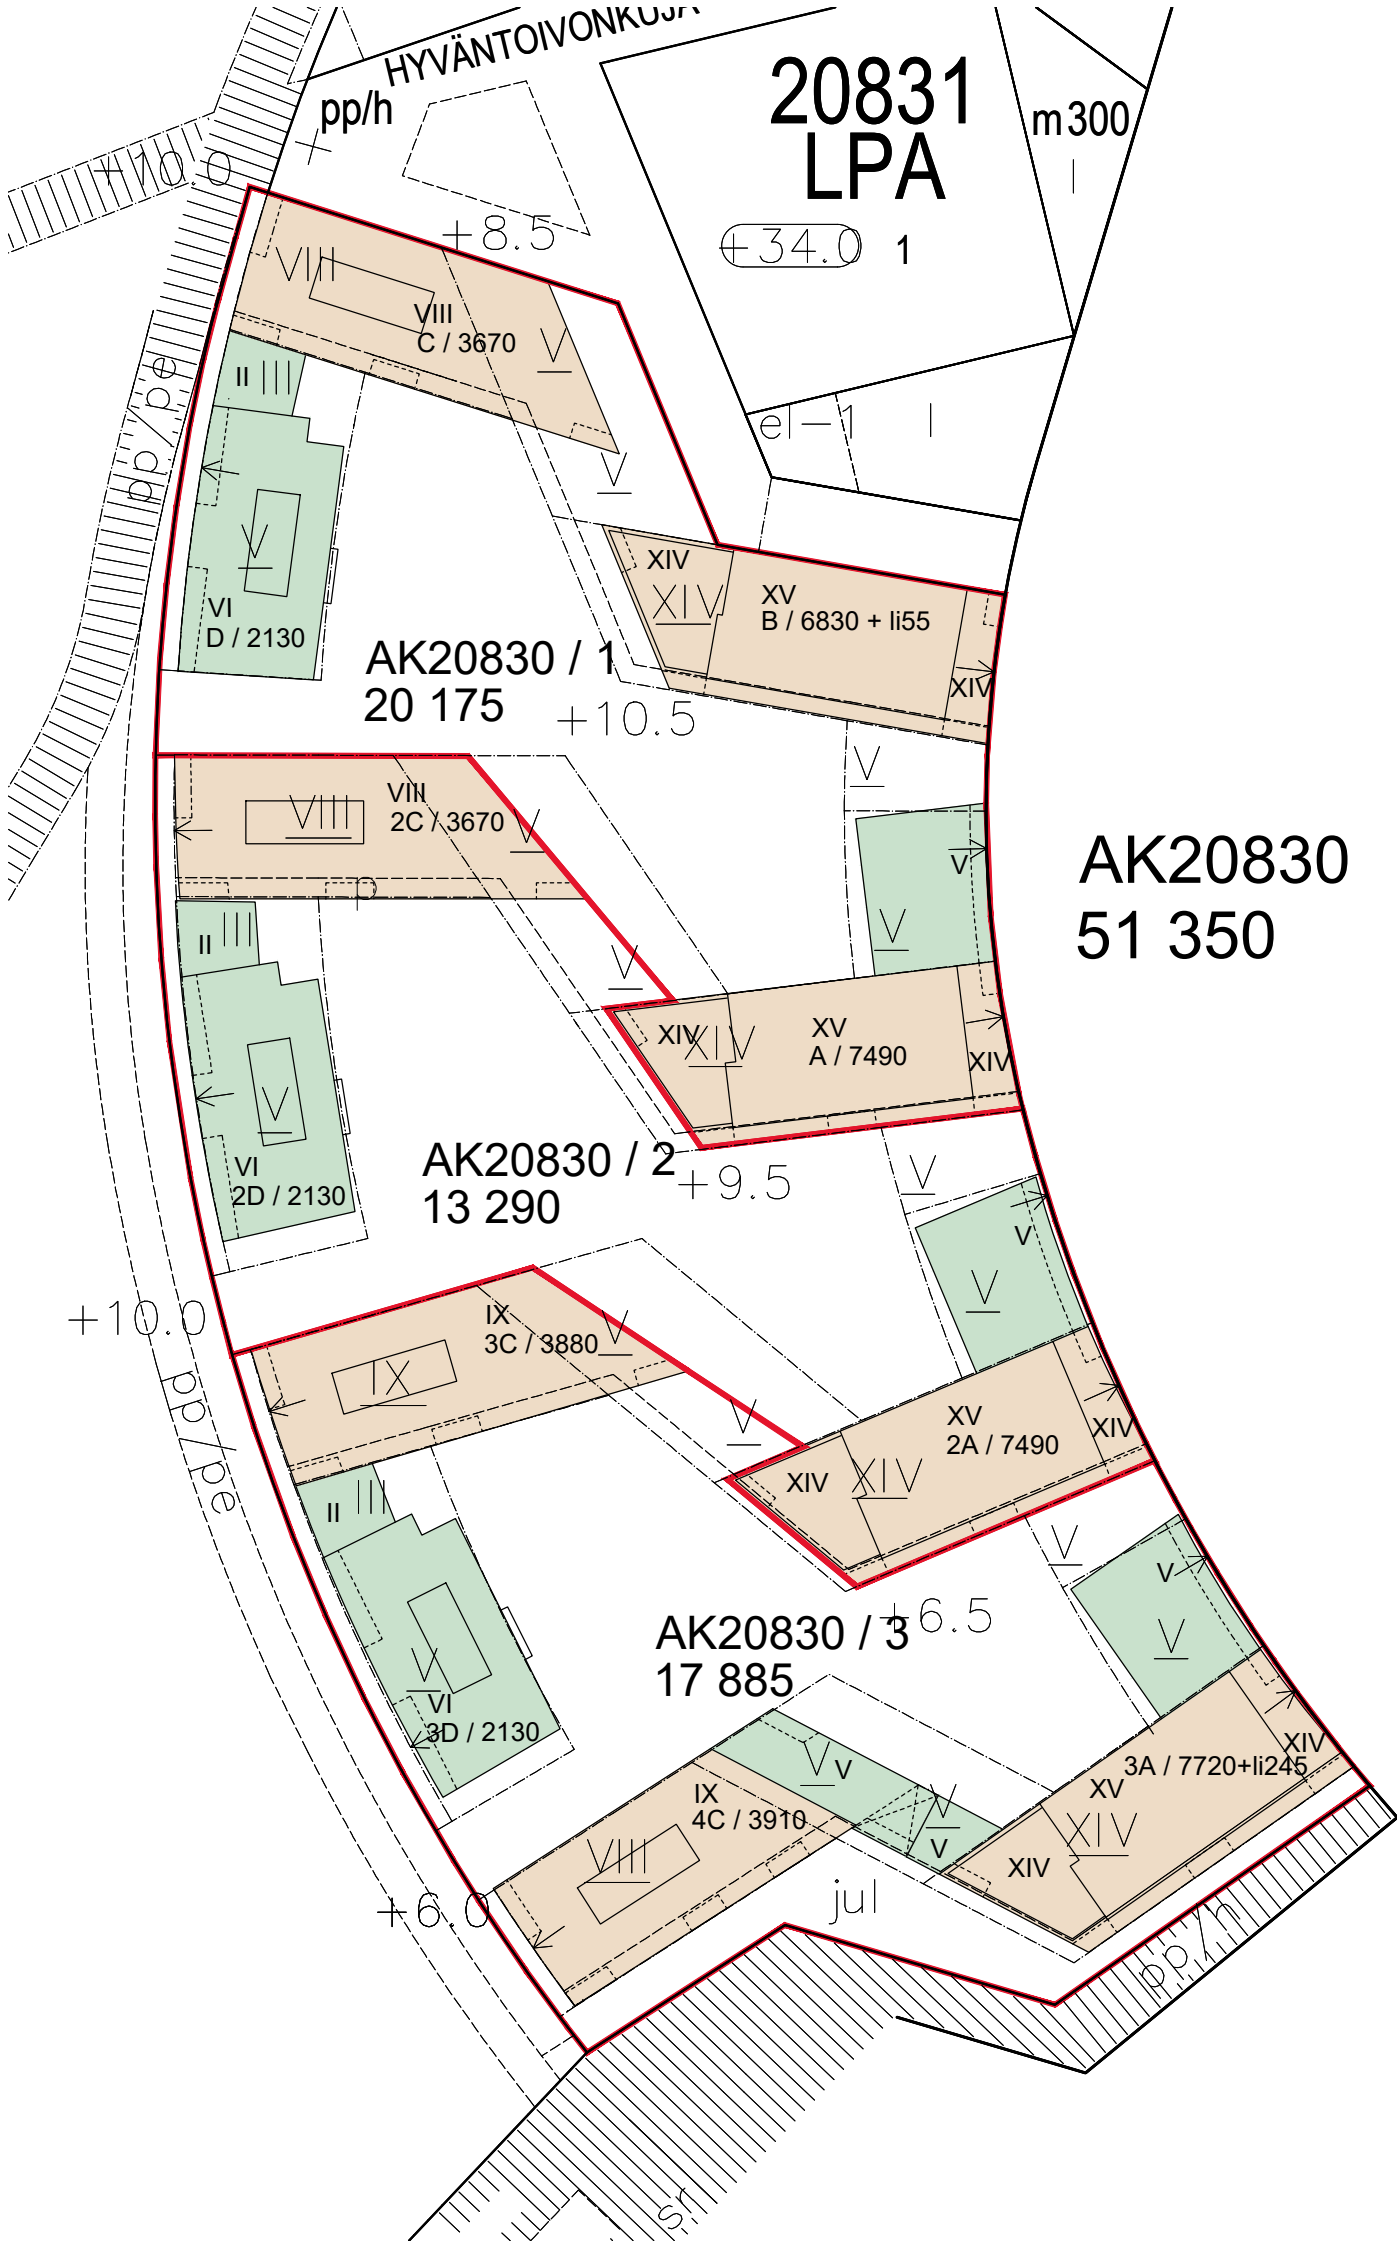 HYVÄNTOIVONKUJA
pp/h
20831
LPA
m300
+10.0
+8.5
+34.0
1
VIII
VIII
C / 3670
V
pp/pe
II
III
el-1
V
V
XIV
XIV
XV
B / 6830 + li55
VI
D / 2130
AK20830 / 1
20 175
XIV
+10.5
V
VIII
VIII
2C / 3670
V
V
AK20830
51 350
p
II
III
V
V
XIV
XIV
XV
A / 7490
XIV
V
VI
2D / 2130
AK20830 / 2
13 290
+9.5
V
V
V
+10.0
IX
3C / 3880
V
IX
pp/pe
V
XV
2A / 7490
XIV
XIV
XIV
II
III
V
V
V
AK20830 / 3
17 885
+6.5
V
VI
3D / 2130
V
V
XIV
3A / 7720+li245
XV
IX
4C / 3910
V
V
XIV
VIII
XIV
+6.0
jul
pp/h
sr